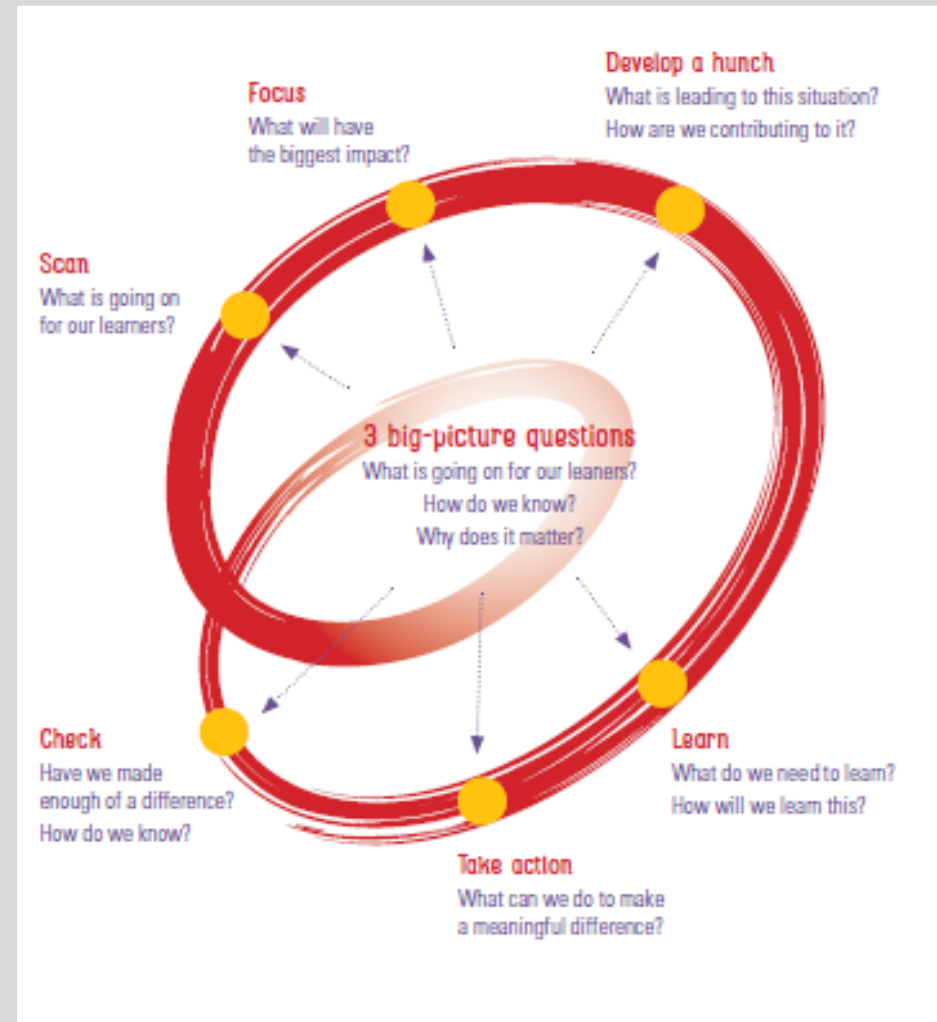 Develop a hunch
What is leading to this situation?
How are we contributing to it?
Focus
What will have
the biggest impact?
Scan
What is going on
for our learners?
3 big-picture questions
What is going on for our leaners?
How do we know?
Why does it matter?
Check
Have we made
enough of a difference?
How do we know?
Learn
What do we need to learn?
How will we learn this?
Take action
What can we do to make
a meaningful difference?